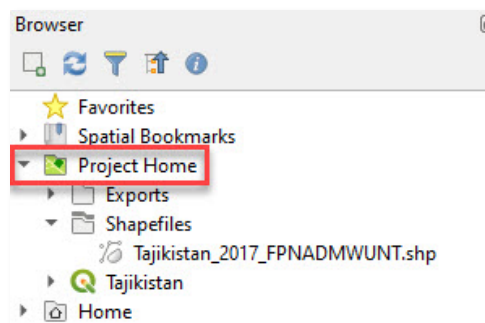 Browser
Favorites
Spatial Bookmarks
Project Home
Exports
Shapefiles
Tajikistan_2017_FPNADMWUNT.shp
Tajikistan
Home